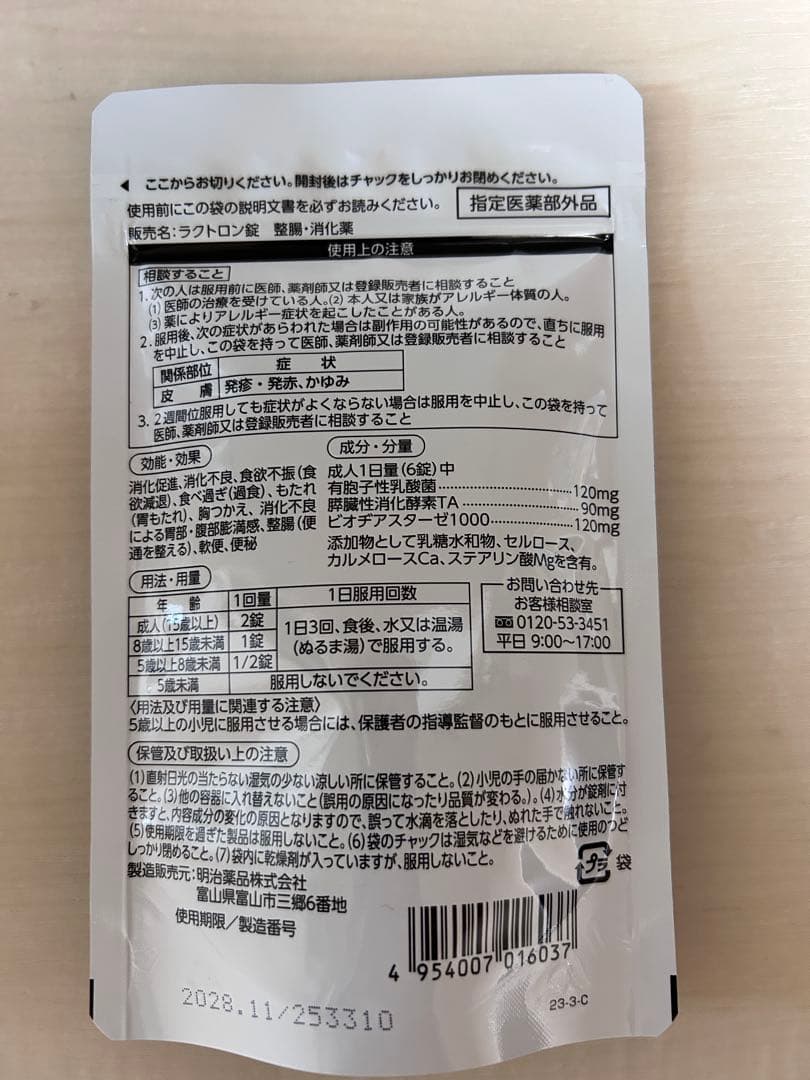 ここからお切りください。開封後はチャックをしっかりお閉めください。
使用前にこの袋の説明文書を必ずお読みください。
指定医薬部外品
販売名:ラクトロン錠 整腸・消化薬
使用上の注意
相談すること
1. 次の人は服用前に医師、薬剤師又は登録販売者に相談すること
(1) 医師の治療を受けている人。(2) 本人又は家族がアレルギー体質の人。
(3) 薬によりアレルギー症状を起こしたことがある人。
2. 服用後、次の症状があらわれた場合は副作用の可能性があるので、直ちに服用
を中止し、この袋を持って医師、薬剤師又は登録販売者に相談すること
関係部位 症状
皮膚 発疹・発赤、かゆみ
3. 2週間位服用しても症状がよくならない場合は服用を中止し、この袋を持って
医師、薬剤師又は登録販売者に相談すること
効能・効果
消化促進、消化不良、食欲不振(食
欲減退)、食べ過ぎ(過食)、もたれ
(胃もたれ)、胸つかえ、消化不良
による胃部・腹部膨満感、整腸(便
通を整える)、軟便、便秘
成分・分量
成人1日量(6錠)中
有胞子性乳酸菌……120mg
膵臓性消化酵素TA……90mg
ビオヂアスターゼ1000……120mg
添加物として乳糖水和物、セルロース、
カルメロースCa、ステアリン酸Mgを含有。
用法・用量
年齢 1回量 1日服用回数
成人(15歳以上) 2錠
8歳以上15歳未満 1錠
5歳以上8歳未満 1/2錠
1日3回、食後、水又は温湯
(ぬるま湯)で服用する。
5歳未満 服用しないでください。
お問い合わせ先
お客様相談室
0120-53-3451
平日 9:00〜17:00
〈用法及び用量に関連する注意〉
5歳以上の小児に服用させる場合には、保護者の指導監督のもとに服用させること。
保管及び取扱い上の注意
(1)直射日光の当たらない湿気の少ない涼しい所に保管すること。(2)小児の手の届かない所に保管す
ること。(3)他の容器に入れ替えないこと(誤用の原因になったり品質が変わる。)。(4)水分が錠剤に付
きますと、内容成分の変化の原因となりますので、誤って水滴を落としたり、ぬれた手で触れないこと。
(5)使用期限を過ぎた製品は服用しないこと。(6)袋のチャックは湿気などを避けるために使用のつど
しっかり閉めること。(7)袋内に乾燥剤が入っていますが、服用しないこと。
プラ 袋
製造販売元:明治薬品株式会社
富山県富山市三郷6番地
使用期限/製造番号
4 954007 016037
2028.11/253310
23-3-C